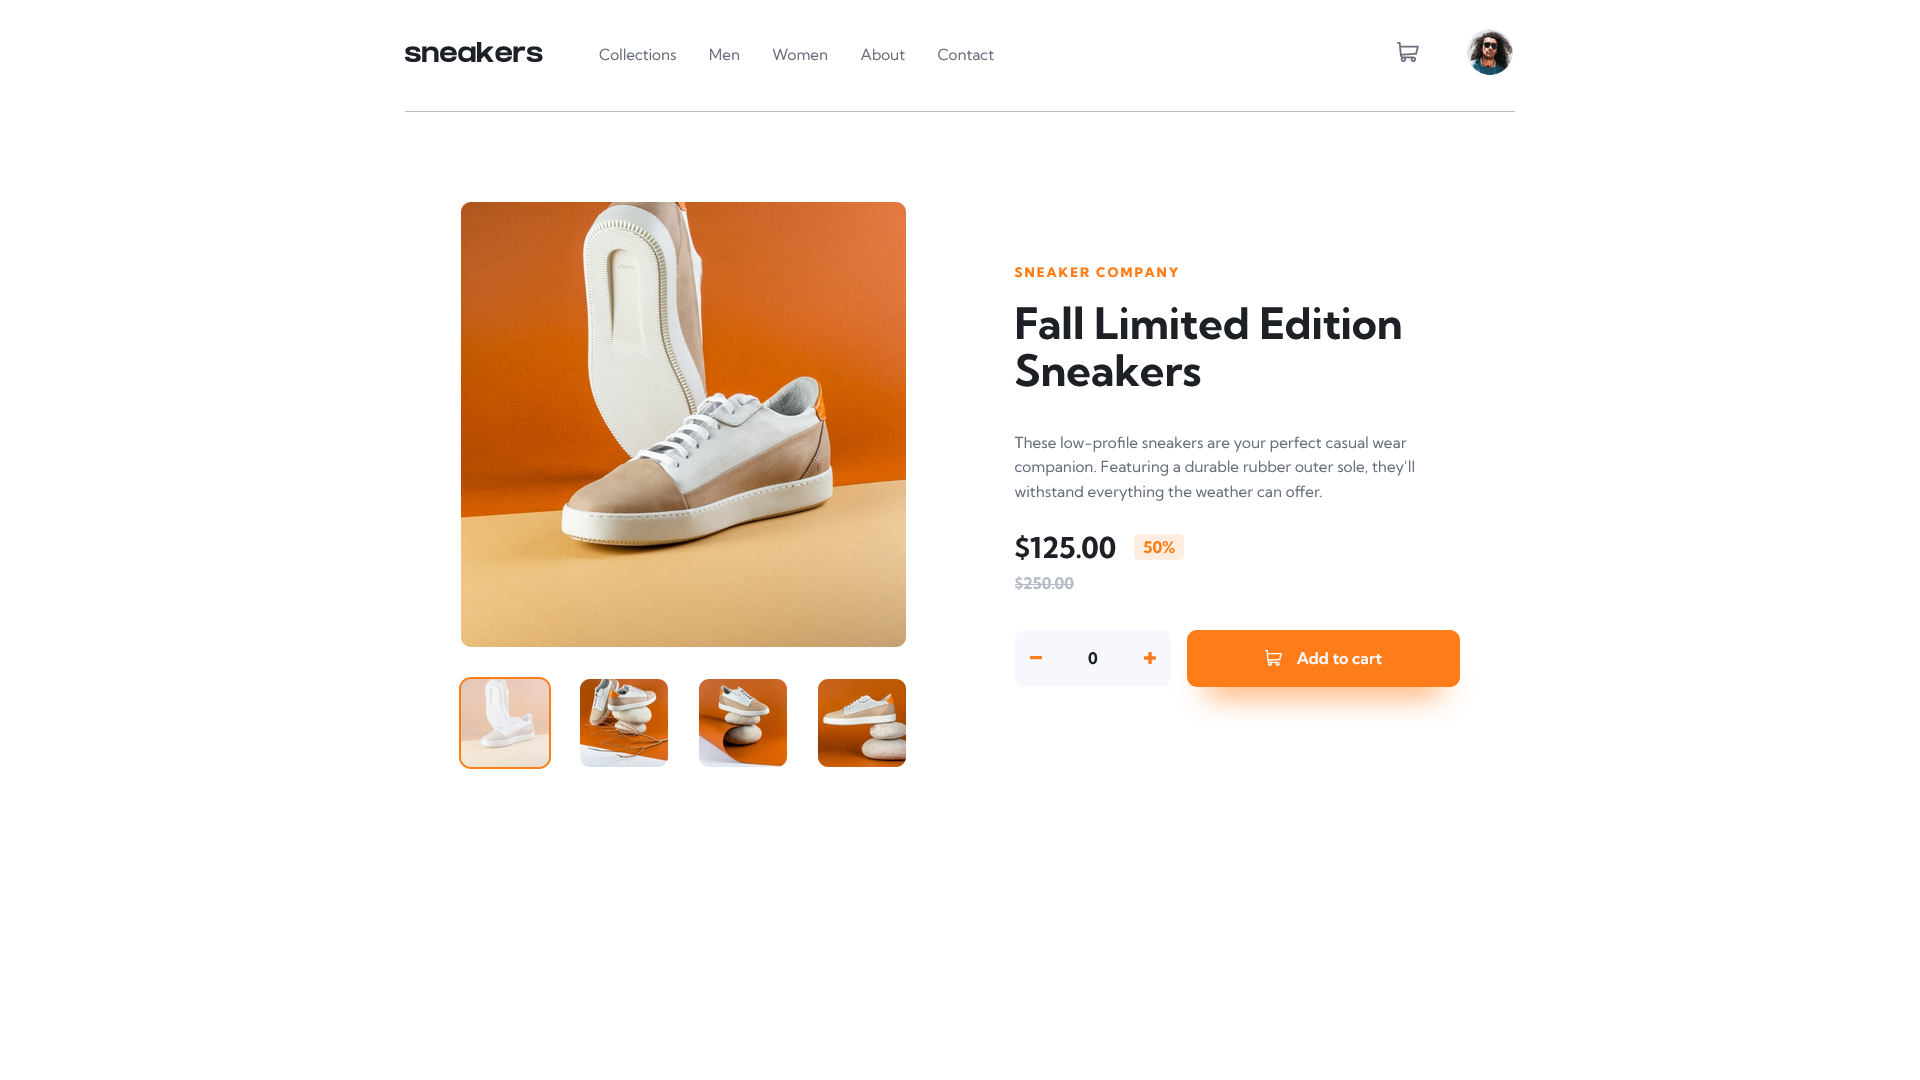 sneakers
Collections
Men
Women
About
Contact
SNEAKER COMPANY
Fall Limited Edition
Sneakers
These low-profile sneakers are your perfect casual wear
companion. Featuring a durable rubber outer sole, they’ll
withstand everything the weather can offer.
$125.00
50%
$250.00
0
Add to cart